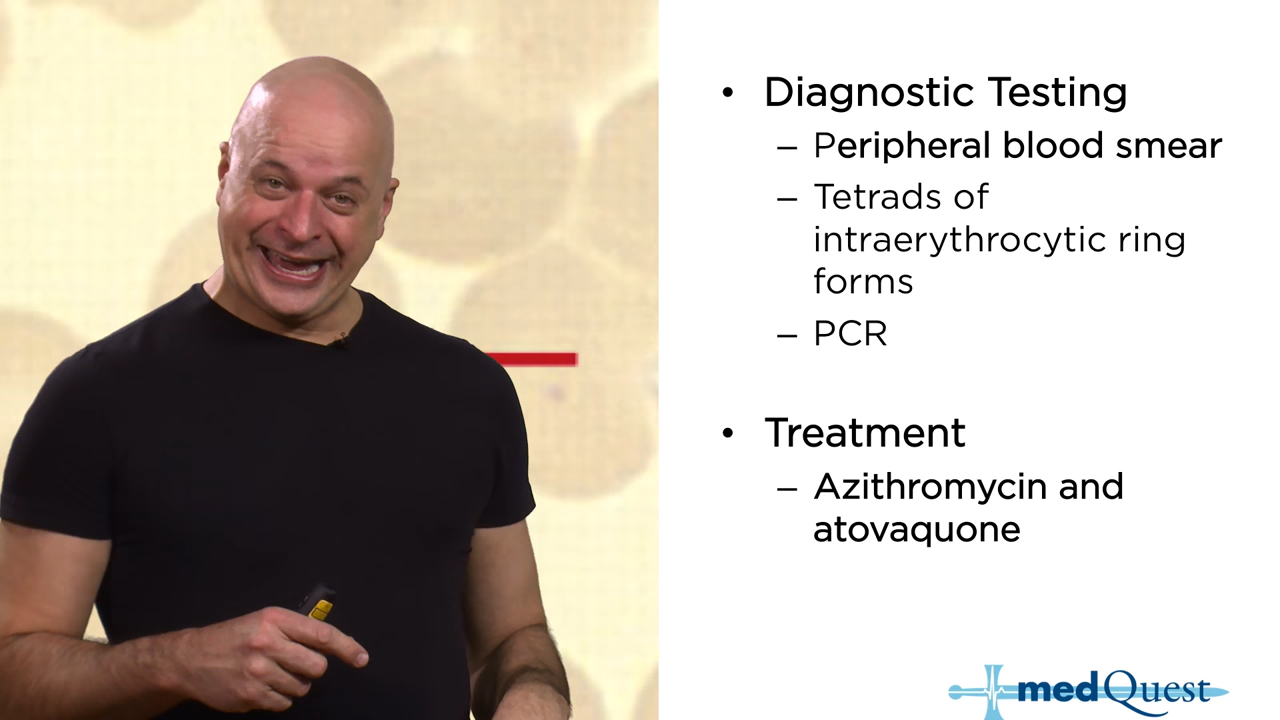 • Diagnostic Testing
– Peripheral blood smear
– Tetrads of
intraerythrocytic ring
forms
– PCR
• Treatment
– Azithromycin and
atovaquone
medQuest